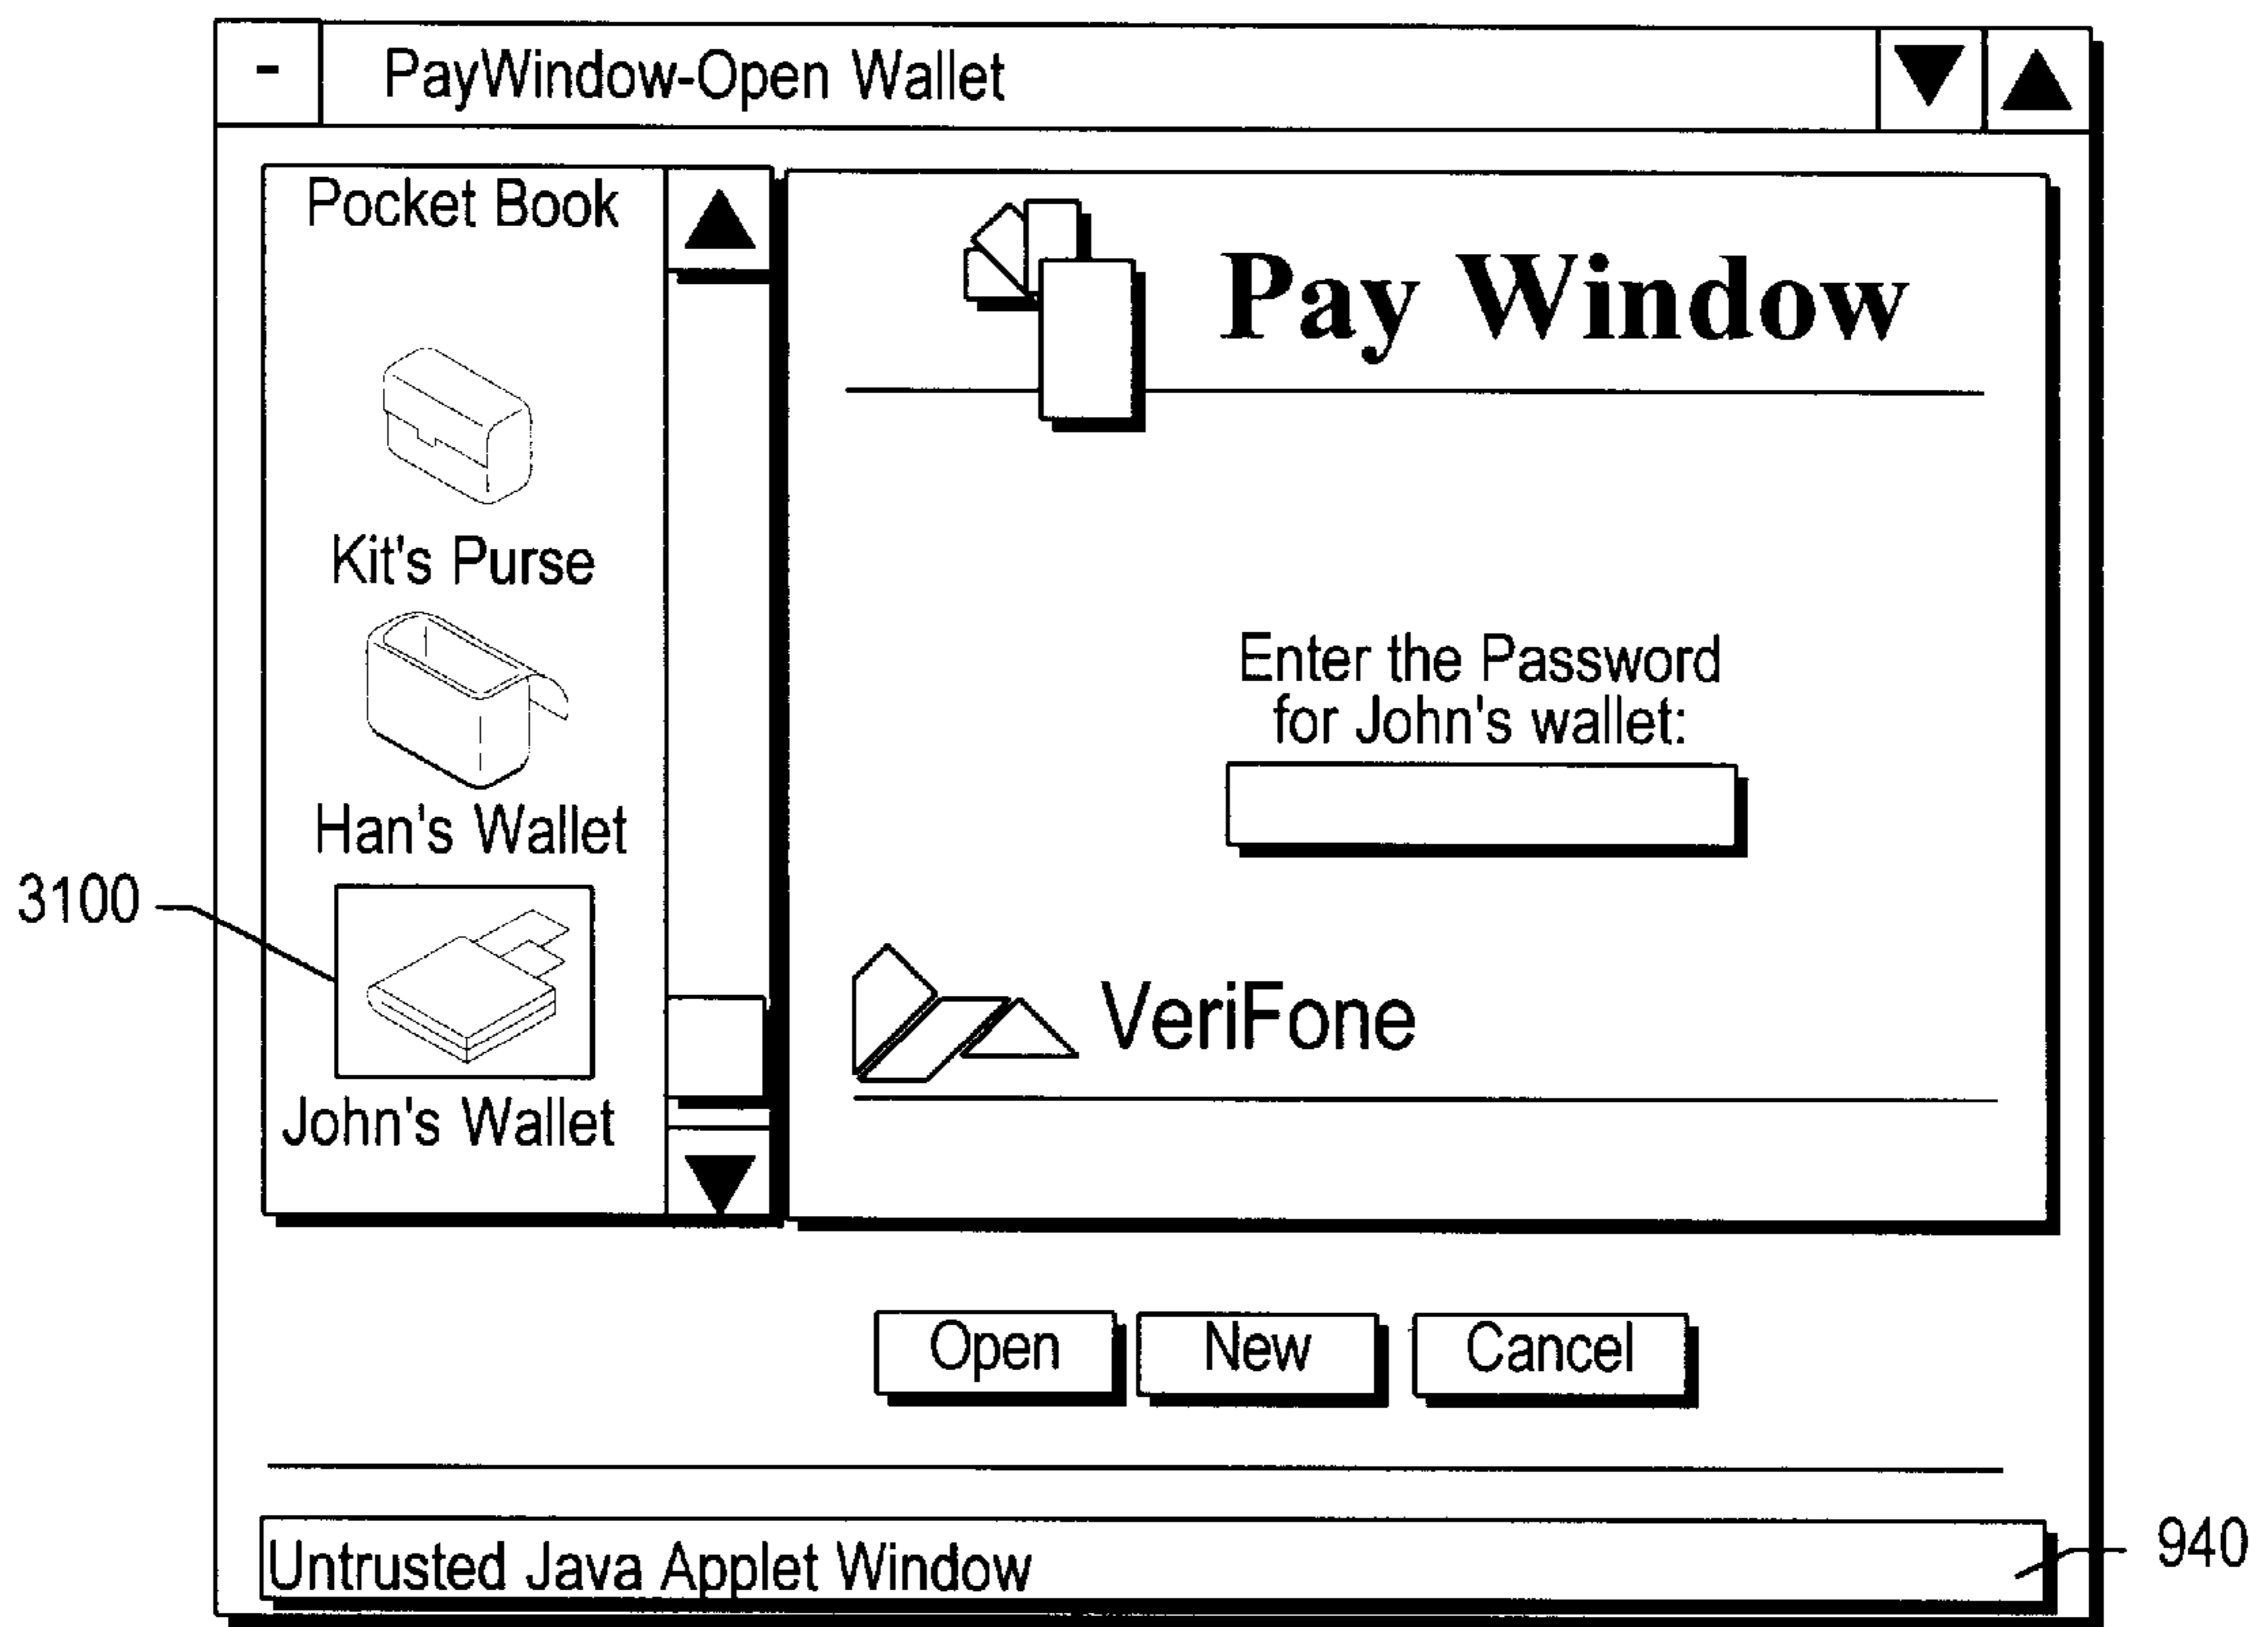 - PayWindow-Open Wallet
Pocket Book
Kit's Purse
Han's Wallet
3100
John's Wallet
Pay Window
Enter the Password
for John's wallet:
VeriFone
Open New Cancel
Untrusted Java Applet Window
940